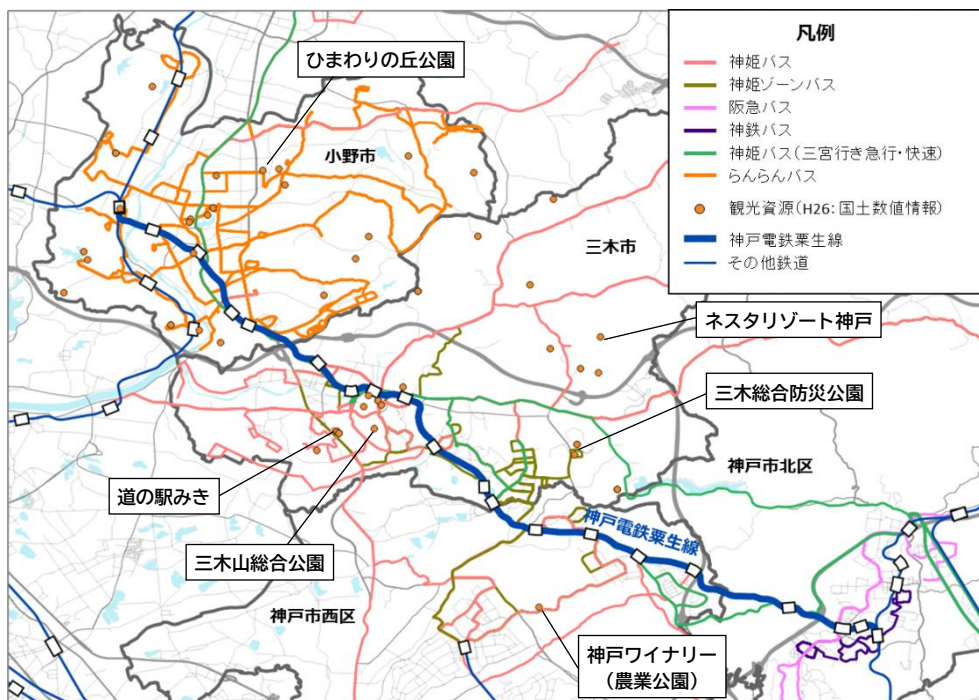 凡例
神姫バス
神姫ゾーンバス
阪急バス
神鉄バス
神姫バス(三宮行き急行・快速)
らんらんバス
観光資源(H26:国土数値情報)
神戸電鉄粟生線
その他鉄道
ひまわりの丘公園
小野市
三木市
ネスタリゾート神戸
三木総合防災公園
神戸市北区
道の駅みき
神戸電鉄粟生線
三木山総合公園
神戸市西区
神戸ワイナリー
(農業公園)